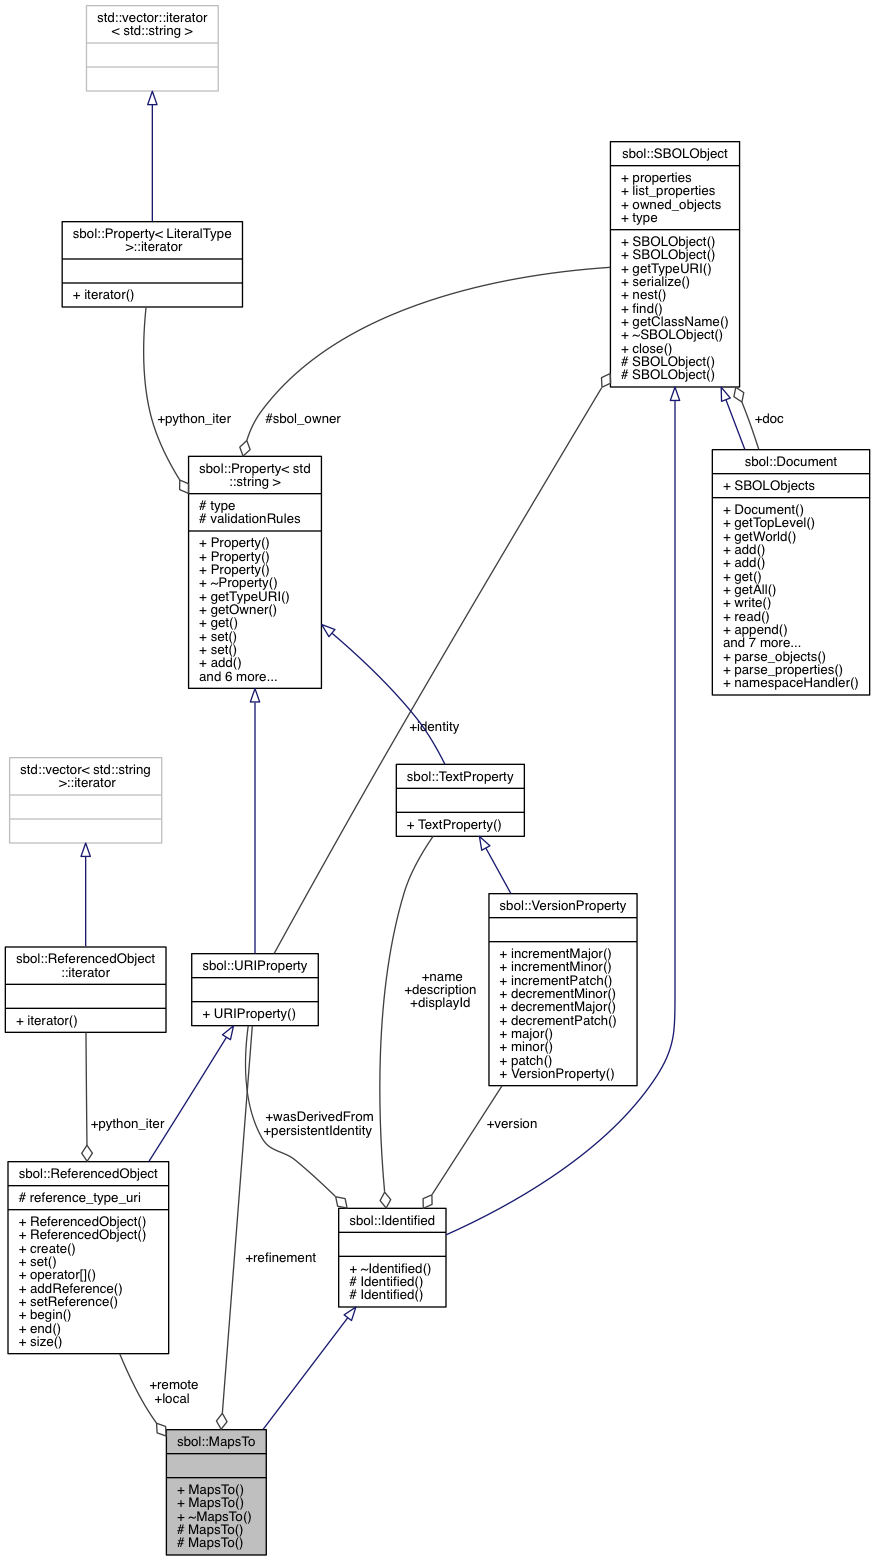 std::vector::iterator
< std::string >
sbol::SBOLObject
+ properties
+ list_properties
+ owned_objects
+ type
+ SBOLObject()
+ SBOLObject()
+ getTypeURI()
+ serialize()
+ nest()
+ find()
+ getClassName()
+ ~SBOLObject()
+ close()
# SBOLObject()
# SBOLObject()
sbol::Property< LiteralType
>::iterator
+ iterator()
+python_iter
#sbol_owner
+doc
sbol::Property< std
::string >
# type
# validationRules
+ Property()
+ Property()
+ Property()
+ ~Property()
+ getTypeURI()
+ getOwner()
+ get()
+ set()
+ set()
+ add()
and 6 more...
sbol::Document
+ SBOLObjects
+ Document()
+ getTopLevel()
+ getWorld()
+ add()
+ add()
+ get()
+ getAll()
+ write()
+ read()
+ append()
and 7 more...
+ parse_objects()
+ parse_properties()
+ namespaceHandler()
+identity
std::vector< std::string
>::iterator
sbol::TextProperty
+ TextProperty()
sbol::VersionProperty
+ incrementMajor()
+ incrementMinor()
+ incrementPatch()
+ decrementMinor()
+ decrementMajor()
+ decrementPatch()
+ major()
+ minor()
+ patch()
+ VersionProperty()
sbol::ReferencedObject
::iterator
+ iterator()
sbol::URIProperty
+ URIProperty()
+name
+description
+displayId
+python_iter
+wasDerivedFrom
+persistentIdentity
+version
sbol::ReferencedObject
# reference_type_uri
+ ReferencedObject()
+ ReferencedObject()
+ create()
+ set()
+ operator[]()
+ addReference()
+ setReference()
+ begin()
+ end()
+ size()
sbol::Identified
+ ~Identified()
# Identified()
# Identified()
+refinement
+remote
+local
sbol::MapsTo
+ MapsTo()
+ MapsTo()
+ ~MapsTo()
# MapsTo()
# MapsTo()